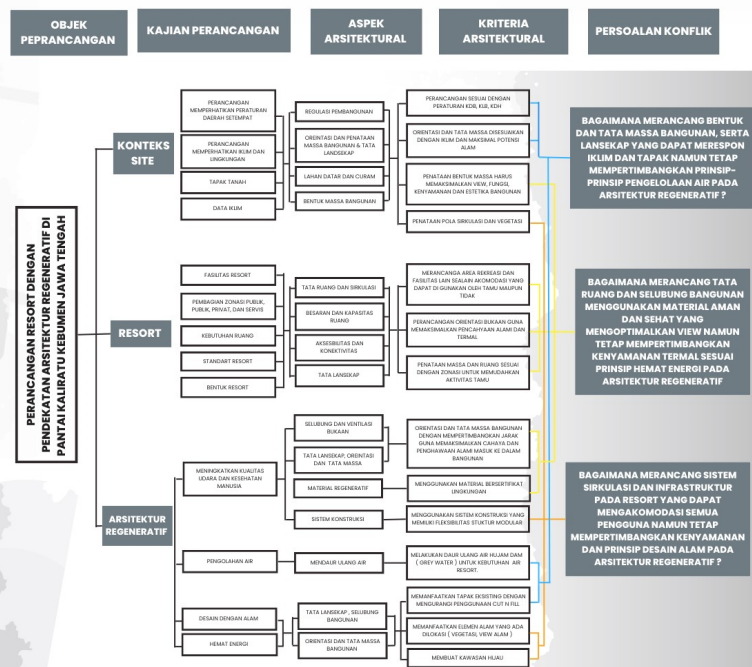 OBJEK
PEPRANCANGAN
KAJIAN PERANCANGAN
ASPEK
ARSITEKTURAL
KRITERIA
ARSITEKTURAL
PERSOALAN KONFLIK
PERANCANGAN RESORT DENGAN
PENDEKATAN ARSITEKTUR REGENERATIF DI
PANTAI KALIRATU KEBUMEN JAWA TENGAH
KONTEKS
SITE
PERANCANGAN
MEMPERHATIKAN PERATURAN
DAERAH SETEMPAT
PERANCANGAN
MEMPERHATIKAN IKLIM DAN
LINGKUNGAN
TAPAK TANAH
DATA IKLIM
REGULASI PEMBANGUNAN
ORIENTASI DAN PENATAAN
MASSA BANGUNAN & TATA
LANDSEKAP
LAHAN DATAR DAN CURAM
BENTUK MASSA BANGUNAN
PERANCANGAN SESUAI DENGAN
PERATURAN KDB, KLB, KDH
ORIENTASI DAN TATA MASSA DISESUAIKAN
DENGAN IKLIM DAN MAKSIMAL POTENSI
ALAM
PENATAAN BENTUK MASSA HARUS
MEMAKSIMALKAN VIEW, FUNGSI,
KENYAMANAN DAN ESTETIKA BANGUNAN
PENATAAN POLA SIRKULASI DAN VEGETASI
BAGAIMANA MERANCANG BENTUK
DAN TATA MASSA BANGUNAN, SERTA
LANSEKAP YANG DAPAT MERESPON
IKLIM DAN TAPAK NAMUN TETAP
MEMPERTIMBANGKAN PRINSIP-
PRINSIP PENGELOLAAN AIR PADA
ARSITEKTUR REGENERATIF ?
RESORT
FASILITAS RESORT
PEMBAGIAN ZONASI PUBLIK,
PUBLIK, PRIVAT, DAN SERVIS
KEBUTUHAN RUANG
STANDART RESORT
BENTUK RESORT
TATA RUANG DAN SIRKULASI
BESARAN DAN KAPASITAS
RUANG
AKSESBILITAS DAN
KONEKTIVITAS
TATA LANSEKAP
MERANCANGA AREA REKREASI DAN
FASILITAS LAIN SEALAIN AKOMODASI YANG
DAPAT DI GUNAKAN OLEH TAMU MAUPUN
TIDAK
PERANCANGAN ORIENTASI BUKAAN GUNA
MEMAKSIMALKAN PENCAHYAAN ALAMI DAN
TERMAL
PENATAAN MASSA DAN RUANG SESUAI
DENGAN ZONASI UNTUK MEMUDAHKAN
AKTIVITAS TAMU
BAGAIMANA MERANCANG TATA
RUANG DAN SELUBUNG BANGUNAN
MENGGUNAKAN MATERIAL AMAN
DAN SEHAT YANG
MENGOPTIMALKAN VIEW NAMUN
TETAP MEMPERTIMBANGKAN
KENYAMANAN TERMAL SESUAI
PRINSIP HEMAT ENERGI PADA
ARSITEKTUR REGENERATIF
ARSITEKTUR
REGENERATIF
MENINGKATKAN KUALITAS
UDARA DAN KESEHATAN
MANUSIA
PENGOLAHAN AIR
DESAIN DENGAN ALAM
HEMAT ENERGI
SELUBUNG DAN VENTILASI
BUKAAN
TATA LANSEKAP, ORIENTASI
DAN TATA MASSA
MATERIAL REGENERATIF
SISTEM KONSTRUKSI
MENDAUR ULANG AIR
TATA LANSEKAP , SELUBUNG
BANGUNAN
ORIENTASI DAN TATA MASSA
BANGUNAN
ORIENTASI DAN TATA MASSA BANGUNAN
DENGAN MEMPERTIMBANGKAN JARAK
GUNA MEMAKSIMALKAN CAHAYA DAN
PENGHAWAAN ALAMI MASUK KE DALAM
BANGUNAN
MENGGUNAKAN MATERIAL BERSERTIFIKAT
LINGKUNGAN
MENGGUNAKAN SISTEM KONSTRUKSI YANG
MEMILIKI FLEKSIBILITAS STUKTUR MODULAR
MELAKUKAN DAUR ULANG AIR HUJAM DAM
( GREY WATER ) UNTUK KEBUTUHAN AIR
RESORT.
MEMANFAATKAN TAPAK EKSISTING DENGAN
MENGURANGI PENGGUNAAN CUT N FILL
MEMANFAATKAN ELEMEN ALAM YANG ADA
DILOKASI ( VEGETASI, VIEW ALAM )
MEMBUAT KAWASAN HIJAU
BAGAIMANA MERANCANG SISTEM
SIRKULASI DAN INFRASTRUKTUR
PADA RESORT YANG DAPAT
MENGAKOMODASI SEMUA
PENGGUNA NAMUN TETAP
MEMPERTIMBANGKAN KENYAMANAN
DAN PRINSIP DESAIN ALAM PADA
ARSITEKTUR REGENERATIF ?